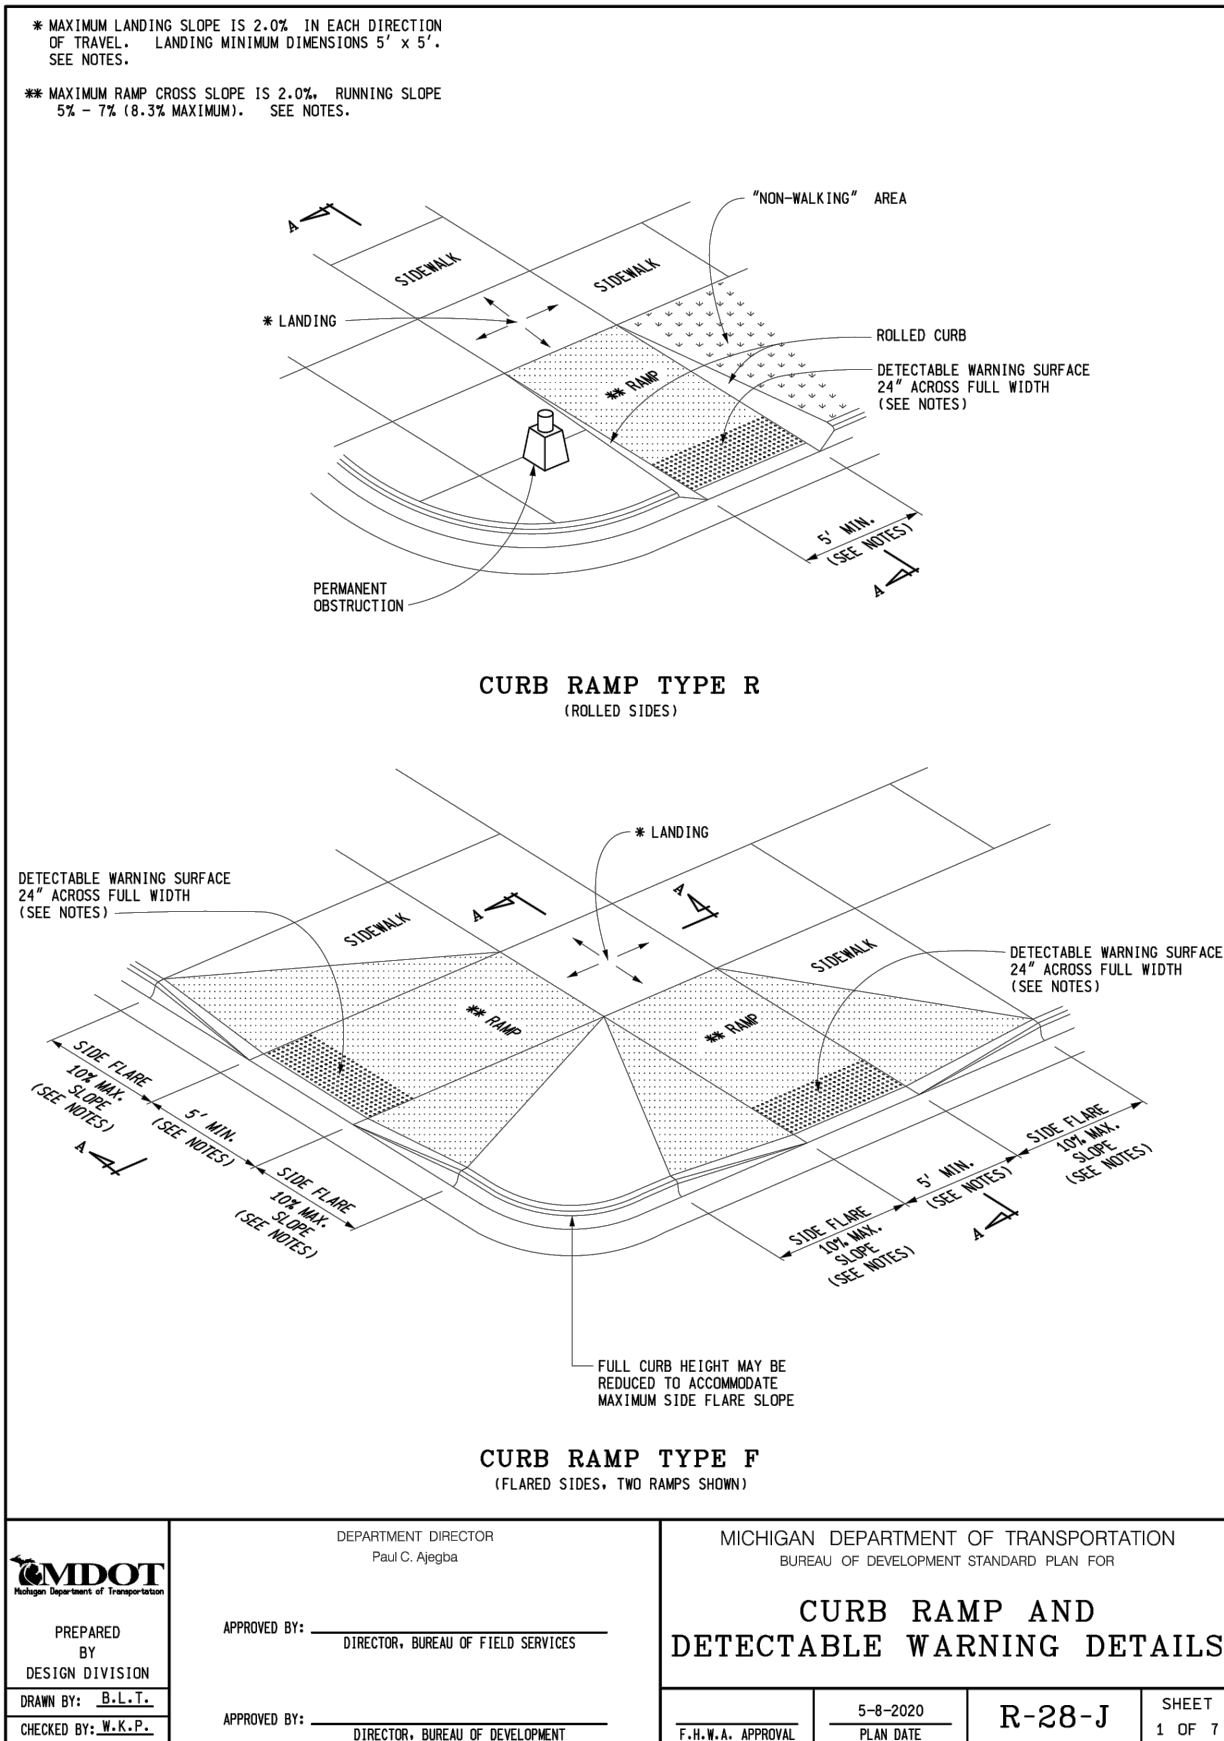 * MAXIMUM LANDING SLOPE IS 2.0% IN EACH DIRECTION
OF TRAVEL. LANDING MINIMUM DIMENSIONS 5' x 5'.
SEE NOTES.
** MAXIMUM RAMP CROSS SLOPE IS 2.0%, RUNNING SLOPE
5% - 7% (8.3% MAXIMUM). SEE NOTES.
"NON-WALKING" AREA
A
SIDEWALK
SIDEWALK
* LANDING
ROLLED CURB
DETECTABLE WARNING SURFACE
24" ACROSS FULL WIDTH
(SEE NOTES)
** RAMP
5' MIN.
(SEE NOTES)
A
PERMANENT
OBSTRUCTION
CURB RAMP TYPE R
(ROLLED SIDES)
* LANDING
DETECTABLE WARNING SURFACE
24" ACROSS FULL WIDTH
(SEE NOTES)
A
A
SIDEWALK
SIDEWALK
DETECTABLE WARNING SURFACE
24" ACROSS FULL WIDTH
(SEE NOTES)
** RAMP
** RAMP
SIDE FLARE
10% MAX.
SLOPE
(SEE NOTES)
5' MIN.
(SEE NOTES)
SIDE FLARE
10% MAX.
SLOPE
(SEE NOTES)
A
SIDE FLARE
10% MAX.
SLOPE
(SEE NOTES)
5' MIN.
(SEE NOTES)
SIDE FLARE
10% MAX.
SLOPE
(SEE NOTES)
A
FULL CURB HEIGHT MAY BE
REDUCED TO ACCOMMODATE
MAXIMUM SIDE FLARE SLOPE
CURB RAMP TYPE F
(FLARED SIDES, TWO RAMPS SHOWN)
MDOT
Michigan Department of Transportation
PREPARED
BY
DESIGN DIVISION
DRAWN BY: B.L.T.
CHECKED BY: W.K.P.
DEPARTMENT DIRECTOR
Paul C. Ajegba
APPROVED BY:
DIRECTOR, BUREAU OF FIELD SERVICES
APPROVED BY:
DIRECTOR, BUREAU OF DEVELOPMENT
MICHIGAN DEPARTMENT OF TRANSPORTATION
BUREAU OF DEVELOPMENT STANDARD PLAN FOR
CURB RAMP AND
DETECTABLE WARNING DETAILS
F.H.W.A. APPROVAL
5-8-2020
PLAN DATE
R-28-J
SHEET
1 OF 7